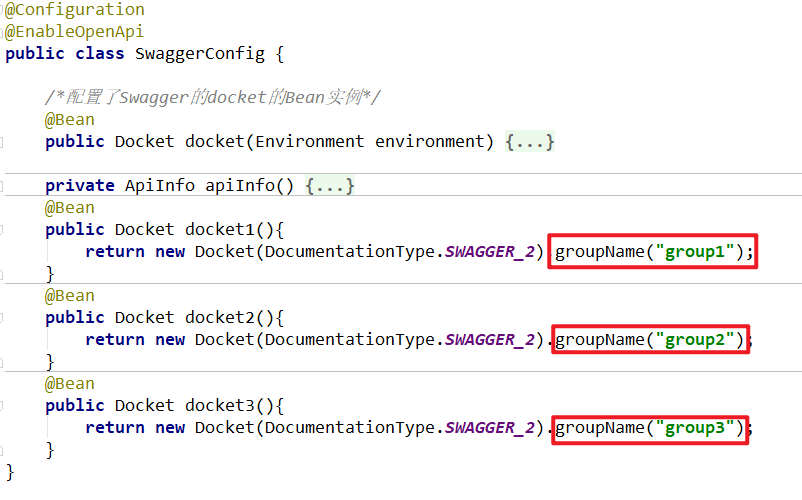 @Configuration
@EnableOpenApi
public class SwaggerConfig {
/*配置了Swagger的docket的Bean实例*/
@Bean
public Docket docket(Environment environment) {...}
private ApiInfo apiInfo() {...}
@Bean
public Docket docket1(){
return new Docket(DocumentationType.SWAGGER_2).groupName("group1");
}
@Bean
public Docket docket2(){
return new Docket(DocumentationType.SWAGGER_2).groupName("group2");
}
@Bean
public Docket docket3(){
return new Docket(DocumentationType.SWAGGER_2).groupName("group3");
}
}